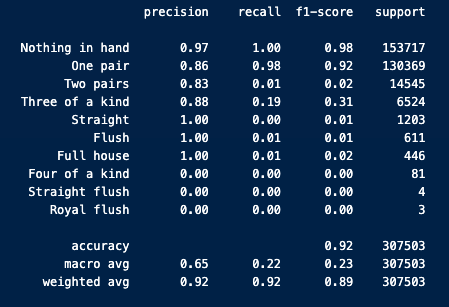 precision recall f1-score support
Nothing in hand 0.97 1.00 0.98 153717
One pair 0.86 0.98 0.92 130369
Two pairs 0.83 0.01 0.02 14545
Three of a kind 0.88 0.19 0.31 6524
Straight 1.00 0.00 0.01 1203
Flush 1.00 0.01 0.01 611
Full house 1.00 0.01 0.02 446
Four of a kind 0.00 0.00 0.00 81
Straight flush 0.00 0.00 0.00 4
Royal flush 0.00 0.00 0.00 3
accuracy 0.92 307503
macro avg 0.65 0.22 0.23 307503
weighted avg 0.92 0.92 0.89 307503